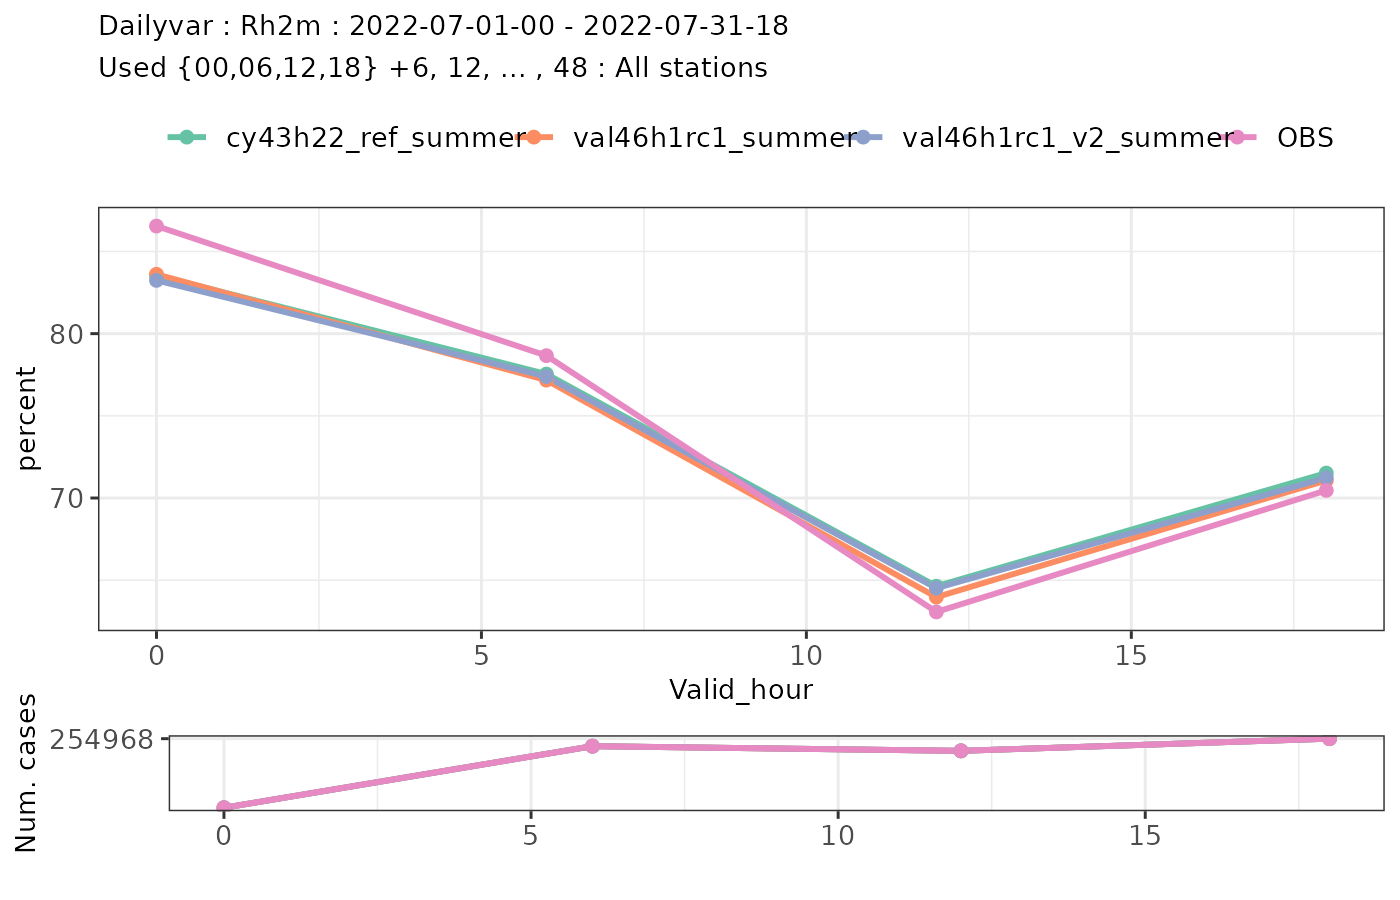 Dailyvar : Rh2m : 2022-07-01-00 - 2022-07-31-18
Used {00,06,12,18} +6, 12, ... , 48 : All stations
cy43h22_ref_summer val46h1rc1_summer val46h1rc1_v2_summer OBS
percent
80
70
0 5 10 15
Valid_hour
Num. cases
254968
0 5 10 15